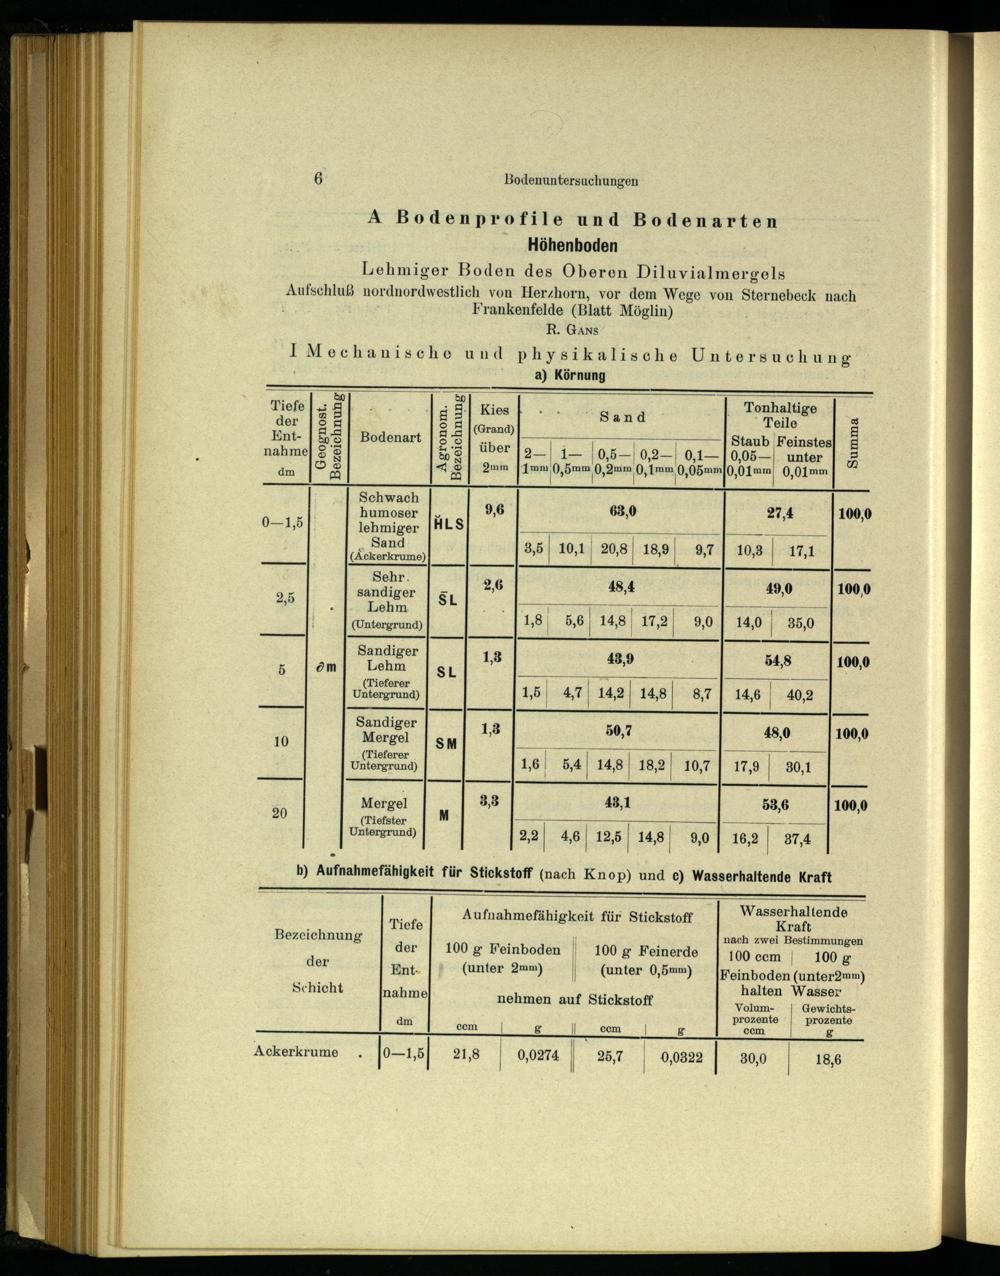 6
Bodenuntersuchungen
A Bodenprofile und Bodenarten
Höhenboden
Lehmiger Boden des Oberen Diluvialmergels
Aufschluß nordnordwestlich von Herzhorn, vor dem Wege von Sternebeck nach
Frankenfelde (Blatt Möglin)
R. GANS
I Mechanische und physikalische Untersuchung
a) Körnung
Tiefe der Ent- nahme dm
Geognost. Bezeichnung
Bodenart
Agronom. Bezeichnung
Kies (Grand) über 2mm
Sand
2— 1mm 1— 0,5mm 0,5— 0,2mm 0,2— 0,1mm 0,1— 0,05mm
Tonhaltige Teile
Staub 0,05— 0,01mm Feinstes unter 0,01mm
Summa
0—1,5
Schwach humoser lehmiger Sand (Ackerkrume)
H̆LS
9,6 63,0 27,4 100,0
3,5 10,1 20,8 18,9 9,7 10,3 17,1
2,5
Sehr sandiger Lehm (Untergrund)
S̄L
2,6 48,4 49,0 100,0
1,8 5,6 14,8 17,2 9,0 14,0 35,0
5
∂m
Sandiger Lehm (Tieferer Untergrund)
SL
1,3 43,9 54,8 100,0
1,5 4,7 14,2 14,8 8,7 14,6 40,2
10
Sandiger Mergel (Tieferer Untergrund)
SM
1,3 50,7 48,0 100,0
1,6 5,4 14,8 18,2 10,7 17,9 30,1
20
Mergel (Tiefster Untergrund)
M
3,3 43,1 53,6 100,0
2,2 4,6 12,5 14,8 9,0 16,2 37,4
b) Aufnahmefähigkeit für Stickstoff (nach Knop) und c) Wasserhaltende Kraft
Bezeichnung der Schicht
Tiefe der Ent- nahme dm
Aufnahmefähigkeit für Stickstoff
100 g Feinboden (unter 2mm) 100 g Feinerde (unter 0,5mm)
nehmen auf Stickstoff
ccm g ccm g
Wasserhaltende
Kraft
nach zwei Bestimmungen
100 ccm 100 g
Feinboden (unter 2mm)
halten Wasser
Volum- prozente ccm Gewichts- prozente g
Ackerkrume . 0—1,5 21,8 0,0274 25,7 0,0322 30,0 18,6